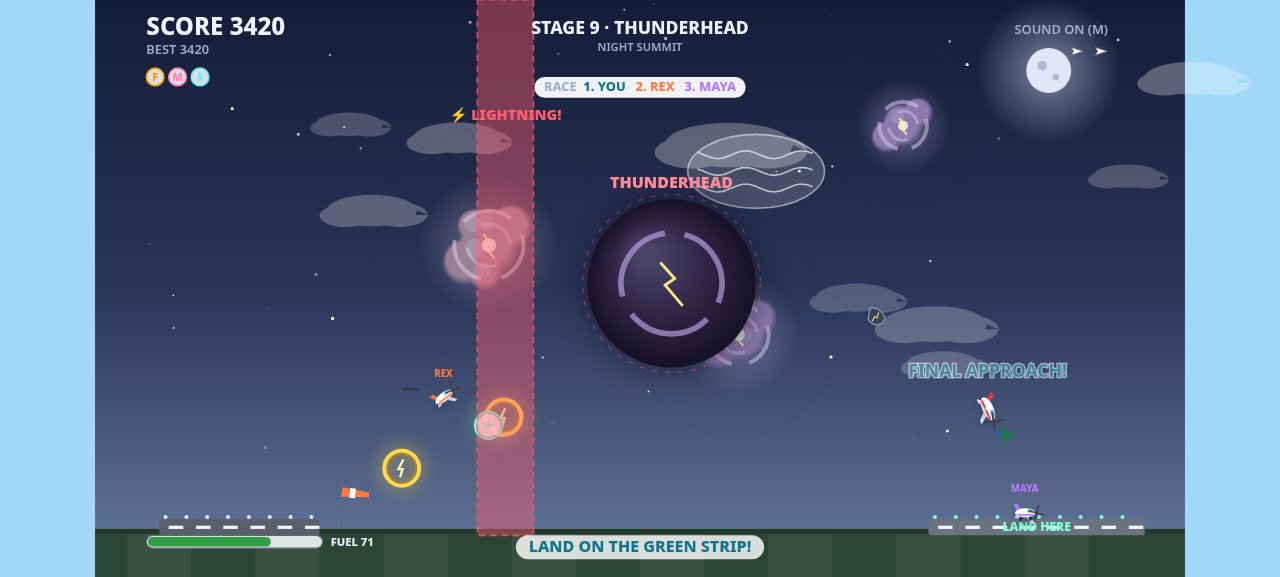 SCORE 3420
BEST 3420
F M S
STAGE 9 · THUNDERHEAD
NIGHT SUMMIT
RACE 1. YOU 2. REX 3. MAYA
SOUND ON (M)
⚡ LIGHTNING!
THUNDERHEAD
REX
FINAL APPROACH!
MAYA
LAND HERE
FUEL 71
LAND ON THE GREEN STRIP!